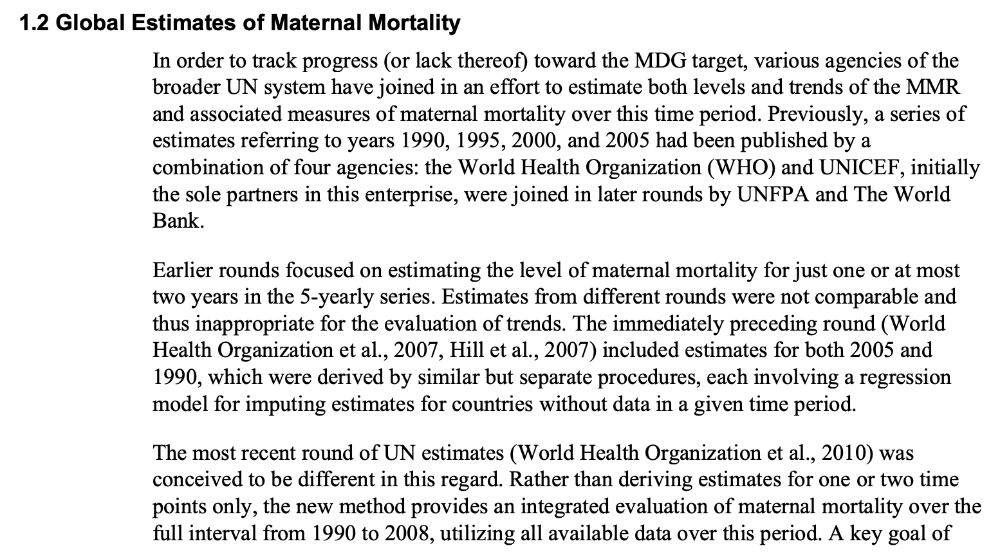 1.2 Global Estimates of Maternal Mortality
In order to track progress (or lack thereof) toward the MDG target, various agencies of the
broader UN system have joined in an effort to estimate both levels and trends of the MMR
and associated measures of maternal mortality over this time period. Previously, a series of
estimates referring to years 1990, 1995, 2000, and 2005 had been published by a
combination of four agencies: the World Health Organization (WHO) and UNICEF, initially
the sole partners in this enterprise, were joined in later rounds by UNFPA and The World
Bank.
Earlier rounds focused on estimating the level of maternal mortality for just one or at most
two years in the 5-yearly series. Estimates from different rounds were not comparable and
thus inappropriate for the evaluation of trends. The immediately preceding round (World
Health Organization et al., 2007, Hill et al., 2007) included estimates for both 2005 and
1990, which were derived by similar but separate procedures, each involving a regression
model for imputing estimates for countries without data in a given time period.
The most recent round of UN estimates (World Health Organization et al., 2010) was
conceived to be different in this regard. Rather than deriving estimates for one or two time
points only, the new method provides an integrated evaluation of maternal mortality over the
full interval from 1990 to 2008, utilizing all available data over this period. A key goal of